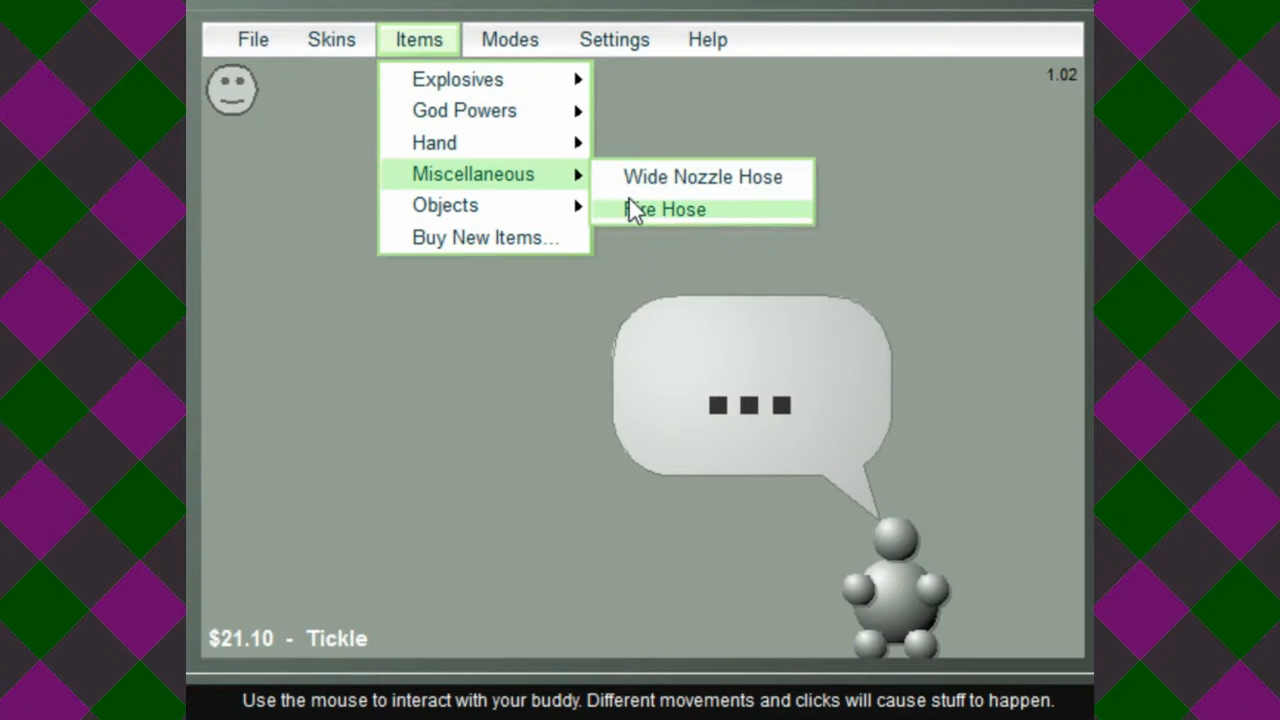 File Skins Items Modes Settings Help
1.02
Explosives
God Powers
Hand
Miscellaneous
Wide Nozzle Hose
Objects
Fire Hose
Buy New Items...
...
$21.10 - Tickle
Use the mouse to interact with your buddy. Different movements and clicks will cause stuff to happen.